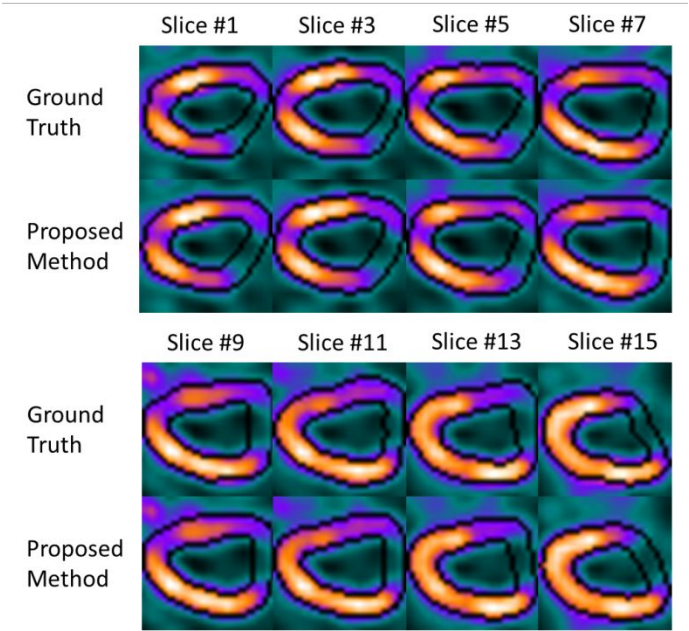 Slice #1 Slice #3 Slice #5 Slice #7
Ground
Truth
Proposed
Method
Slice #9 Slice #11 Slice #13 Slice #15
Ground
Truth
Proposed
Method